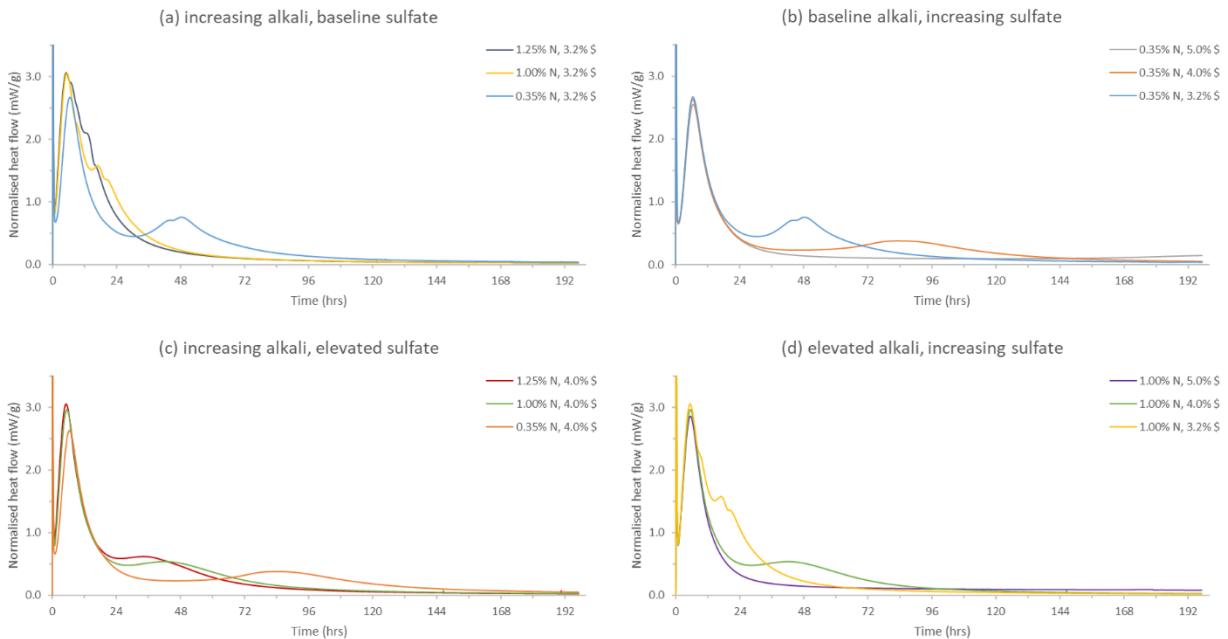 (a) increasing alkali, baseline sulfate
1.25% N, 3.2% $
1.00% N, 3.2% $
0.35% N, 3.2% $
Normalised heat flow (mW/g)
3.0
2.0
1.0
0.0
0 24 48 72 96 120 144 168 192
Time (hrs)
(b) baseline alkali, increasing sulfate
0.35% N, 5.0% $
0.35% N, 4.0% $
0.35% N, 3.2% $
Normalised heat flow (mW/g)
3.0
2.0
1.0
0.0
0 24 48 72 96 120 144 168 192
Time (hrs)
(c) increasing alkali, elevated sulfate
1.25% N, 4.0% $
1.00% N, 4.0% $
0.35% N, 4.0% $
Normalised heat flow (mW/g)
3.0
2.0
1.0
0.0
0 24 48 72 96 120 144 168 192
Time (hrs)
(d) elevated alkali, increasing sulfate
1.00% N, 5.0% $
1.00% N, 4.0% $
1.00% N, 3.2% $
Normalised heat flow (mW/g)
3.0
2.0
1.0
0.0
0 24 48 72 96 120 144 168 192
Time (hrs)